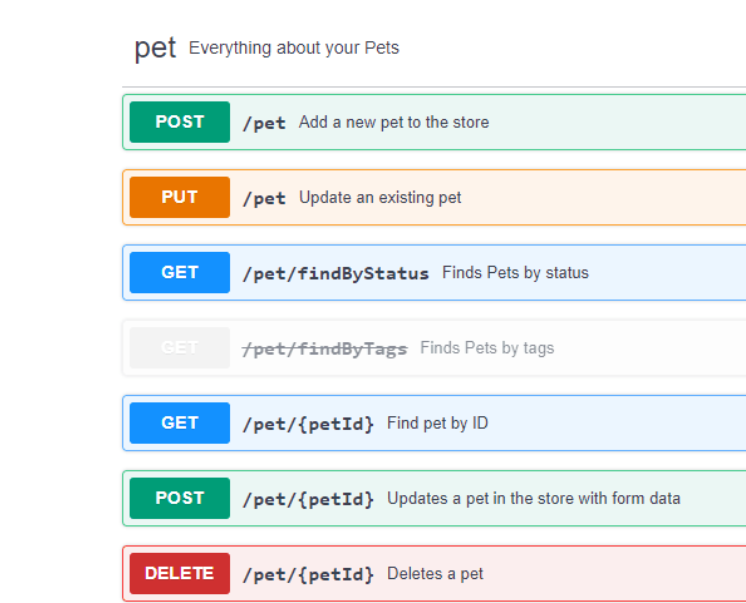 pet Everything about your Pets
POST /pet Add a new pet to the store
PUT /pet Update an existing pet
GET /pet/findByStatus Finds Pets by status
GET /pet/findByTags Finds Pets by tags
GET /pet/{petId} Find pet by ID
POST /pet/{petId} Updates a pet in the store with form data
DELETE /pet/{petId} Deletes a pet